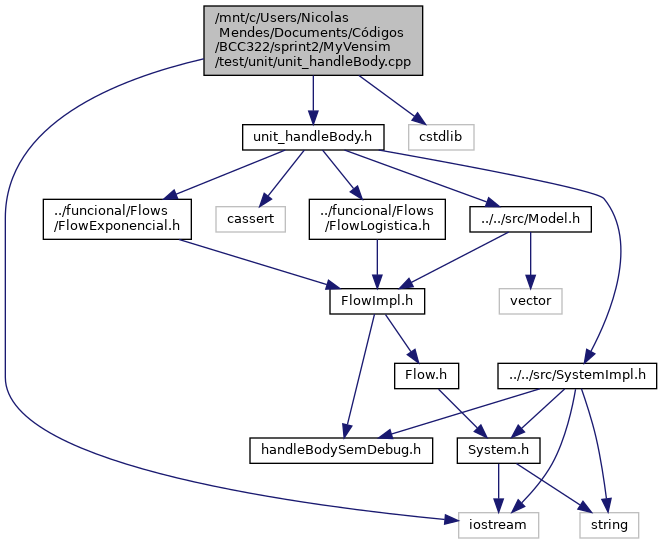 /mnt/c/Users/Nicolas
Mendes/Documents/Códigos
/BCC322/sprint2/MyVensim
/test/unit/unit_handleBody.cpp
unit_handleBody.h
cstdlib
../funcional/Flows
/FlowExponencial.h
cassert
../funcional/Flows
/FlowLogistica.h
../../src/Model.h
FlowImpl.h
vector
Flow.h
../../src/SystemImpl.h
handleBodySemDebug.h
System.h
iostream
string